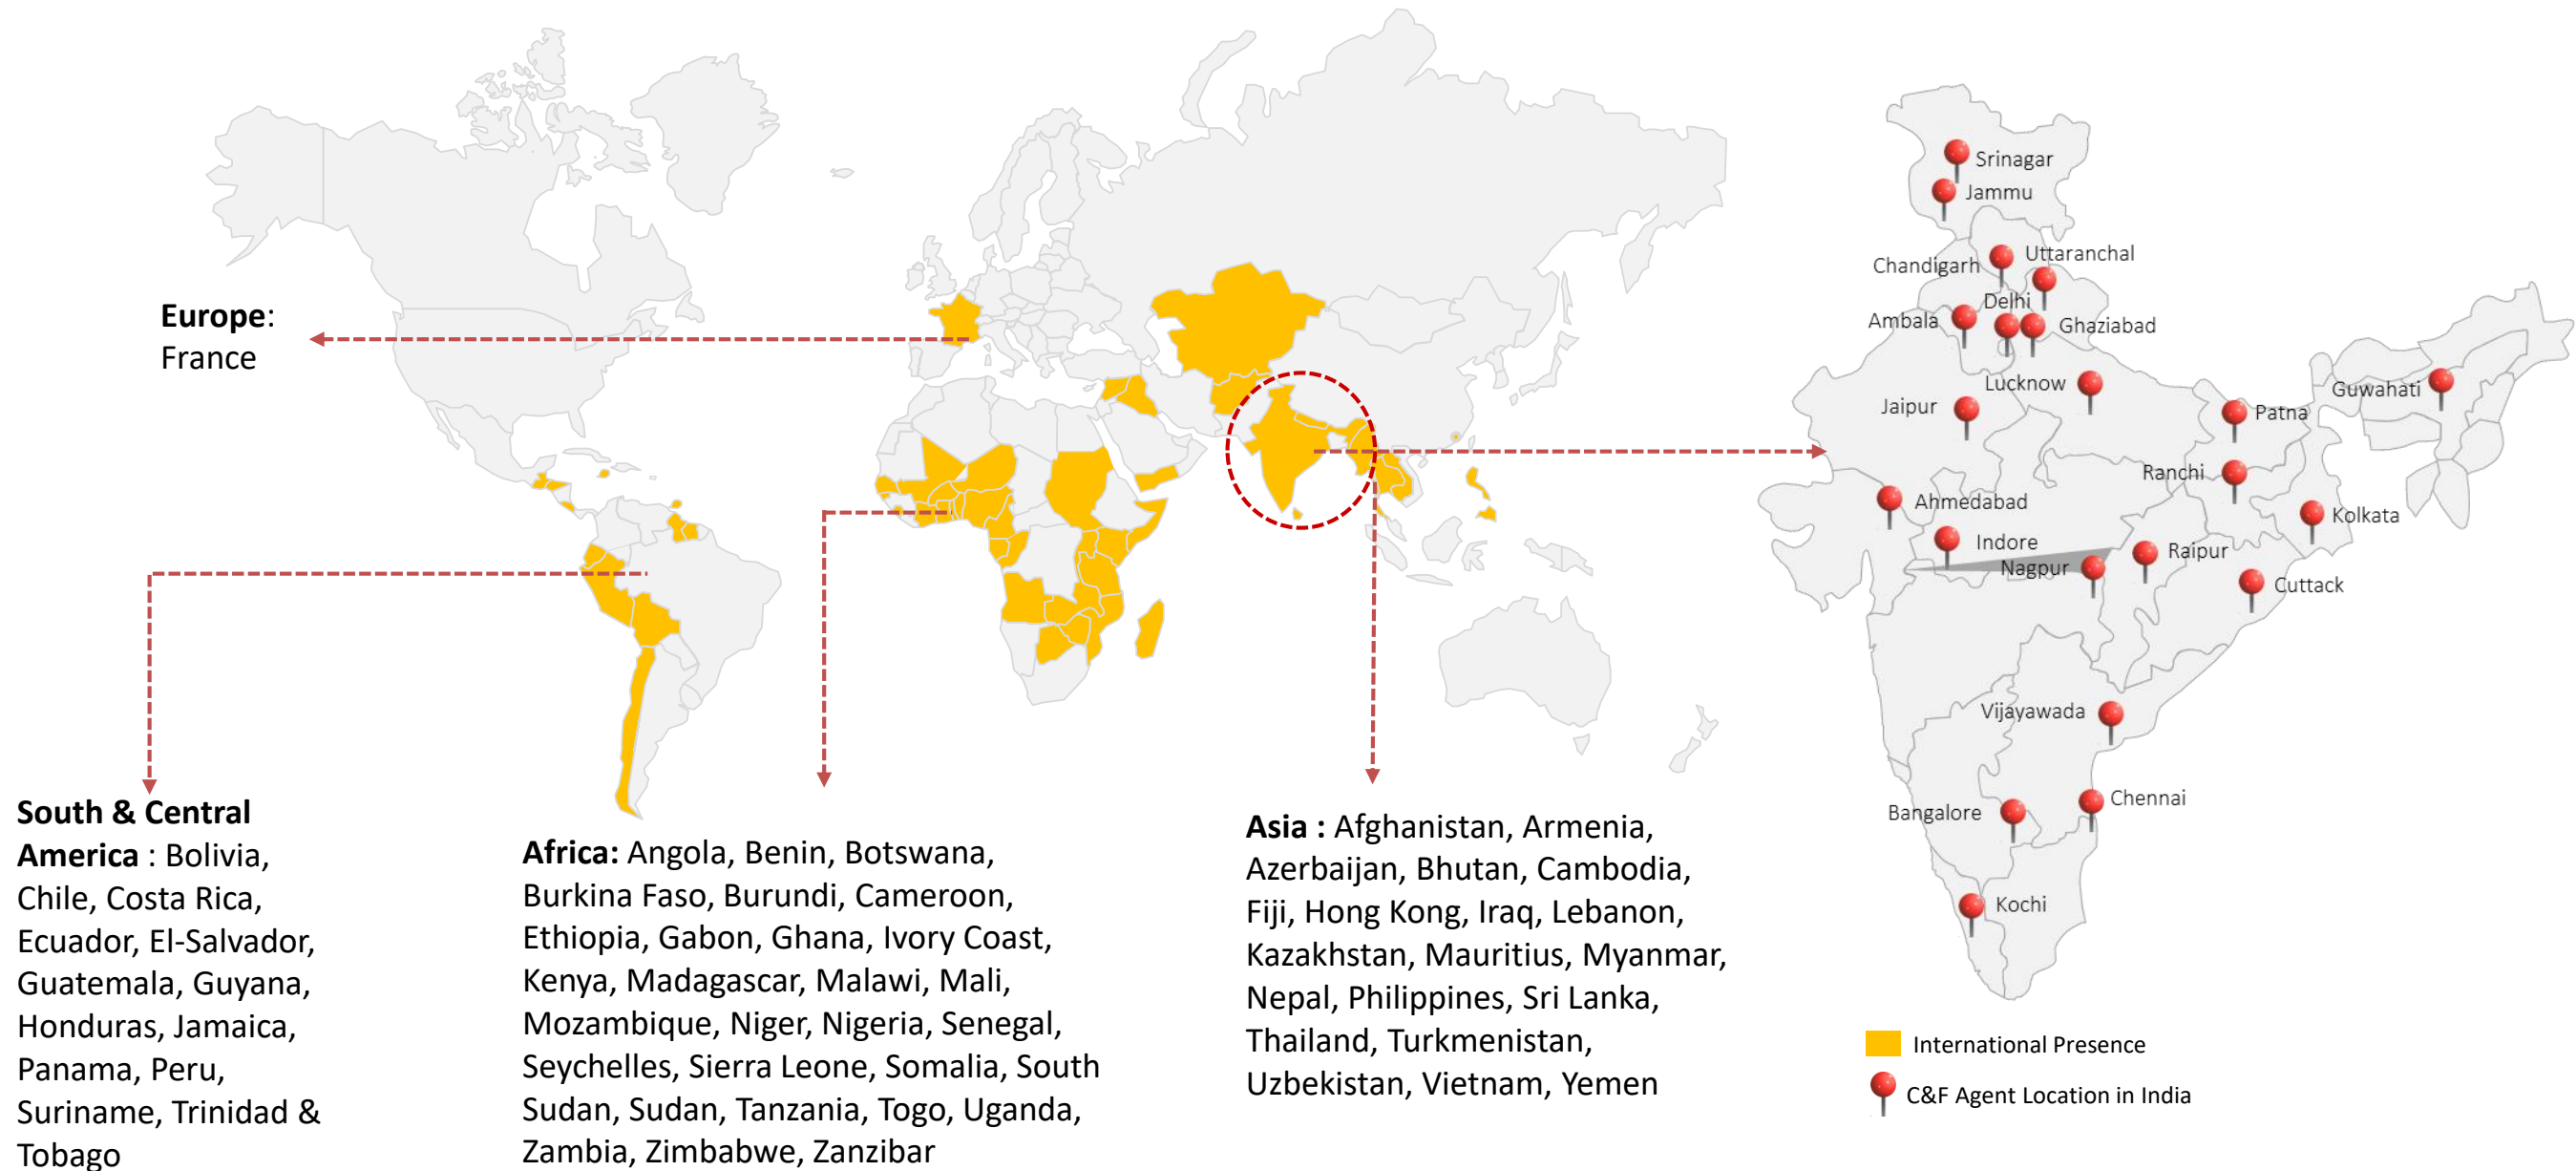 Europe:
France
South & Central
America : Bolivia,
Chile, Costa Rica,
Ecuador, El-Salvador,
Guatemala, Guyana,
Honduras, Jamaica,
Panama, Peru,
Suriname, Trinidad &
Tobago
Africa: Angola, Benin, Botswana,
Burkina Faso, Burundi, Cameroon,
Ethiopia, Gabon, Ghana, Ivory Coast,
Kenya, Madagascar, Malawi, Mali,
Mozambique, Niger, Nigeria, Senegal,
Seychelles, Sierra Leone, Somalia, South
Sudan, Sudan, Tanzania, Togo, Uganda,
Zambia, Zimbabwe, Zanzibar
Asia : Afghanistan, Armenia,
Azerbaijan, Bhutan, Cambodia,
Fiji, Hong Kong, Iraq, Lebanon,
Kazakhstan, Mauritius, Myanmar,
Nepal, Philippines, Sri Lanka,
Thailand, Turkmenistan,
Uzbekistan, Vietnam, Yemen
Srinagar
Jammu
Uttaranchal
Chandigarh
Delhi
Ambala
Ghaziabad
Lucknow
Guwahati
Jaipur
Patna
Ranchi
Ahmedabad
Kolkata
Indore
Raipur
Nagpur
Cuttack
Vijayawada
Chennai
Bangalore
Kochi
International Presence
C&F Agent Location in India